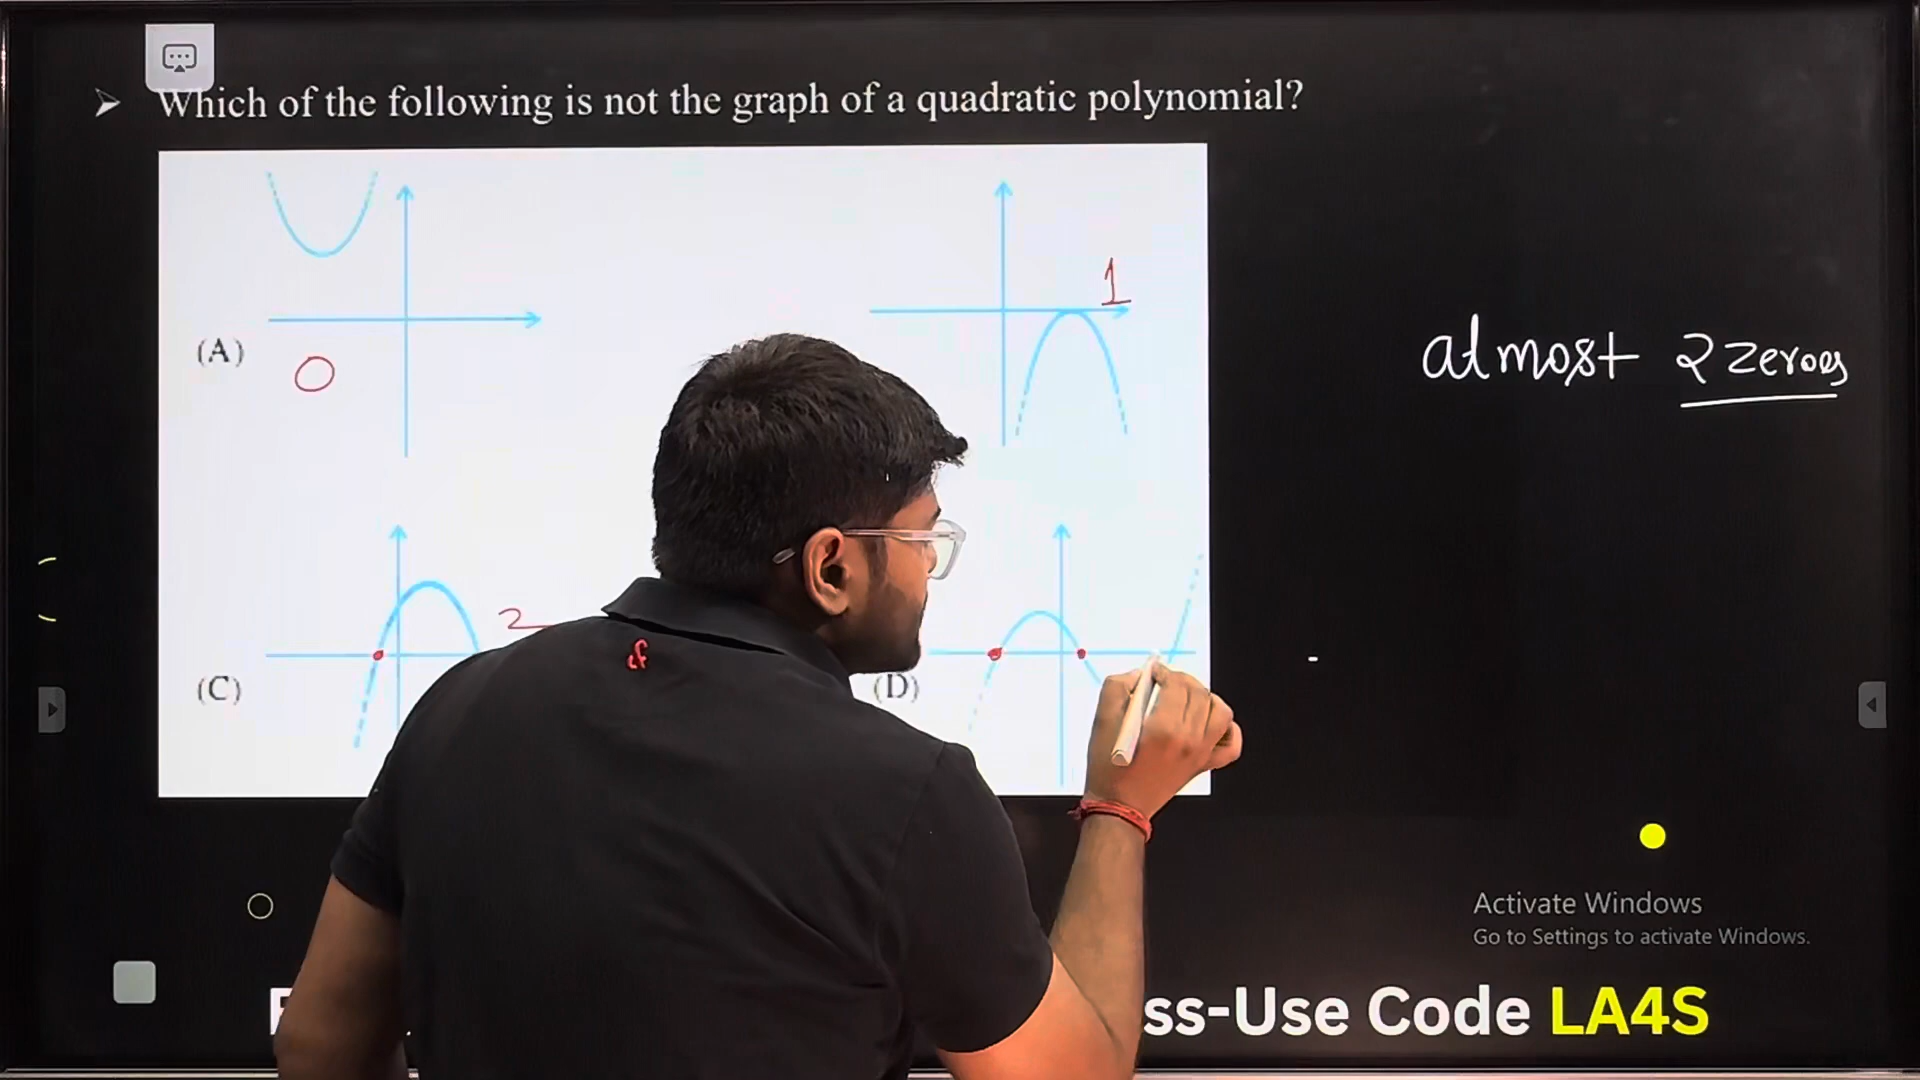 Which of the following is not the graph of a quadratic polynomial?
1
(A)
0
almost 2 zeroes
2
(C)
(D)
Activate Windows
Go to Settings to activate Windows.
ss-Use Code LA4S